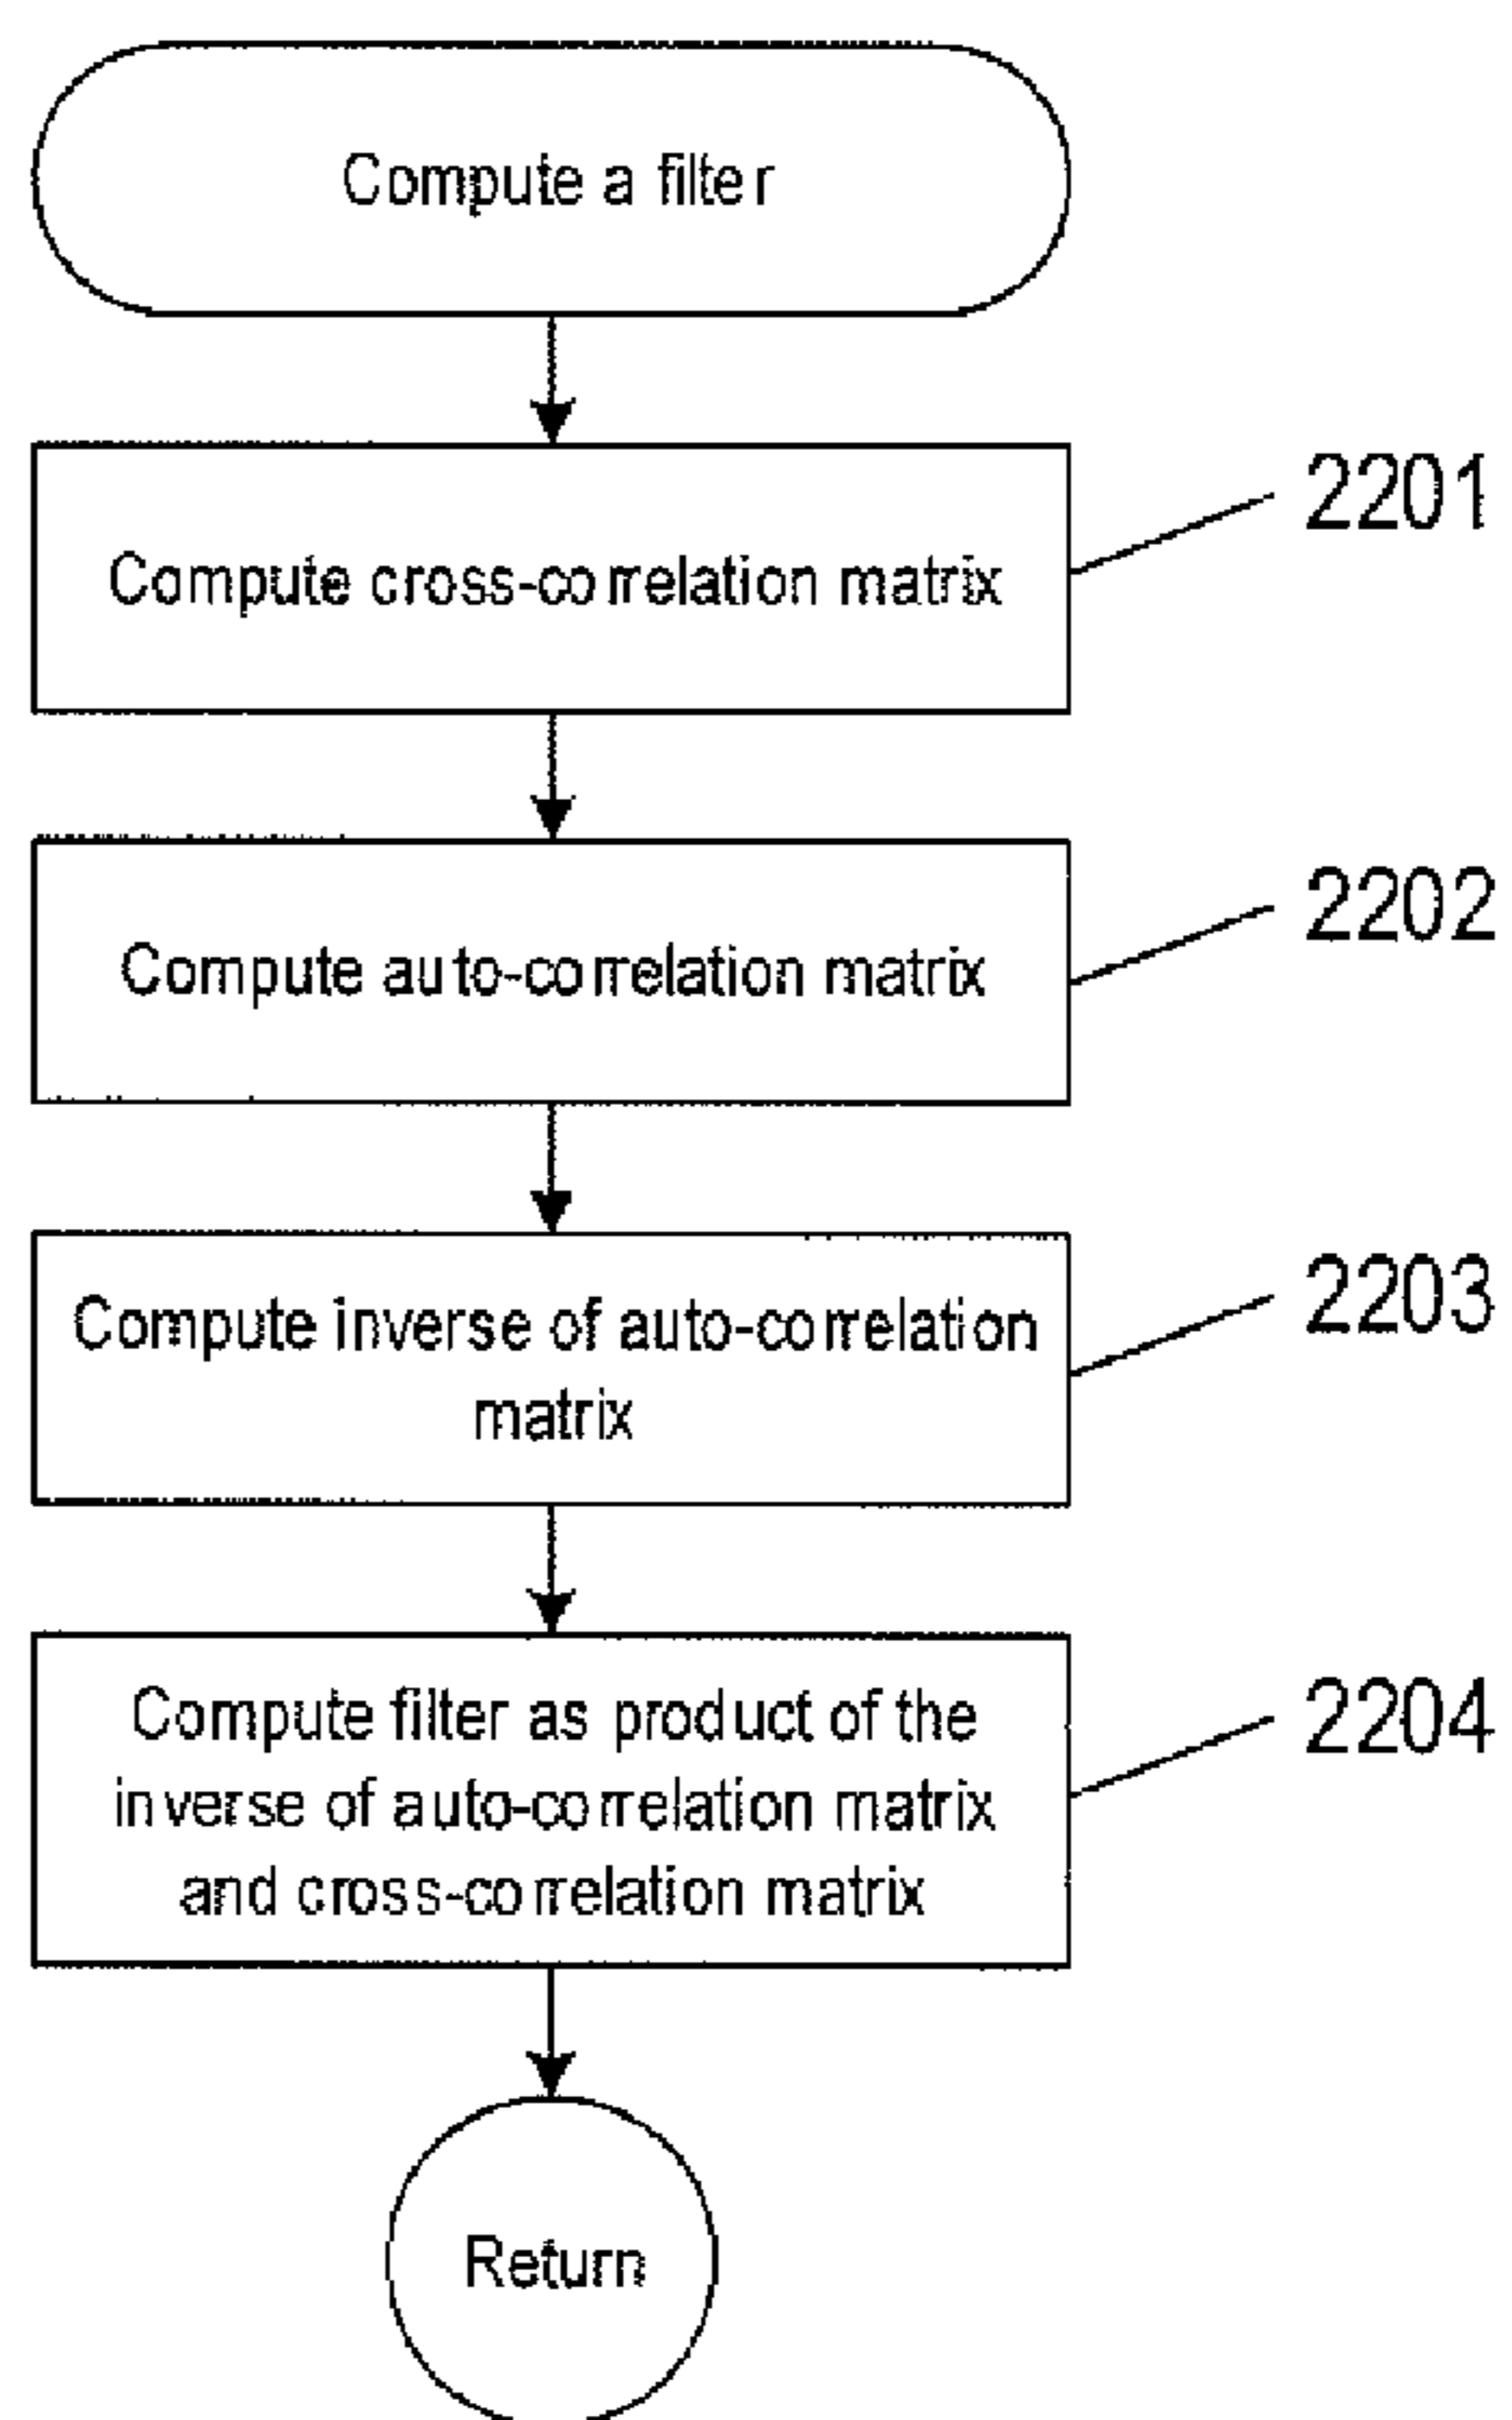 Compute a filter
Compute cross-correlation matrix
2201
Compute auto-correlation matrix
2202
Compute inverse of auto-correlation
matrix
2203
Compute filter as product of the
inverse of auto-correlation matrix
and cross-correlation matrix
2204
Return